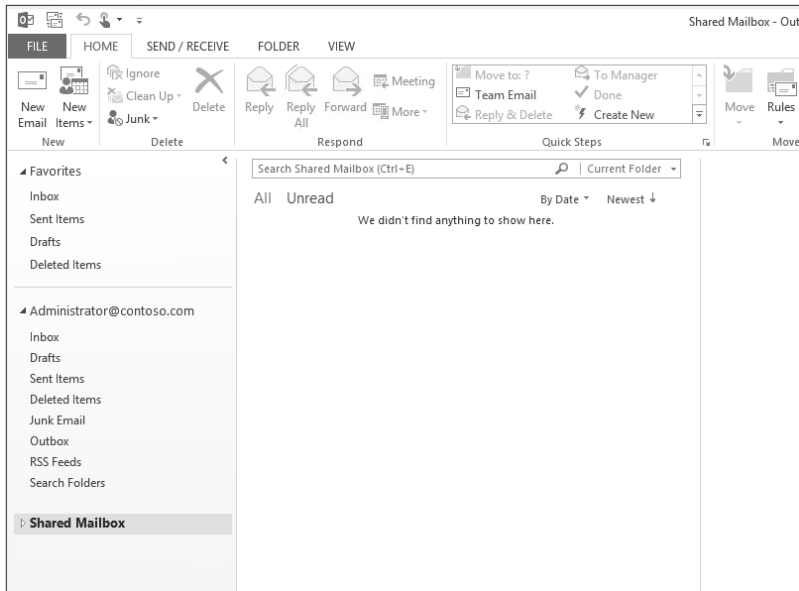 Shared Mailbox - Out
FILE HOME SEND / RECEIVE FOLDER VIEW
New Email
New Items
Ignore
Clean Up
Junk
Delete
Reply
Reply All
Forward
Meeting
More
Move to: ?
Team Email
Reply & Delete
To Manager
Done
Create New
Move
Rules
New
Delete
Respond
Quick Steps
Move
Favorites
Inbox
Sent Items
Drafts
Deleted Items
Administrator@contoso.com
Inbox
Drafts
Sent Items
Deleted Items
Junk Email
Outbox
RSS Feeds
Search Folders
Shared Mailbox
Search Shared Mailbox (Ctrl+E)
Current Folder
All Unread
By Date Newest
We didn't find anything to show here.